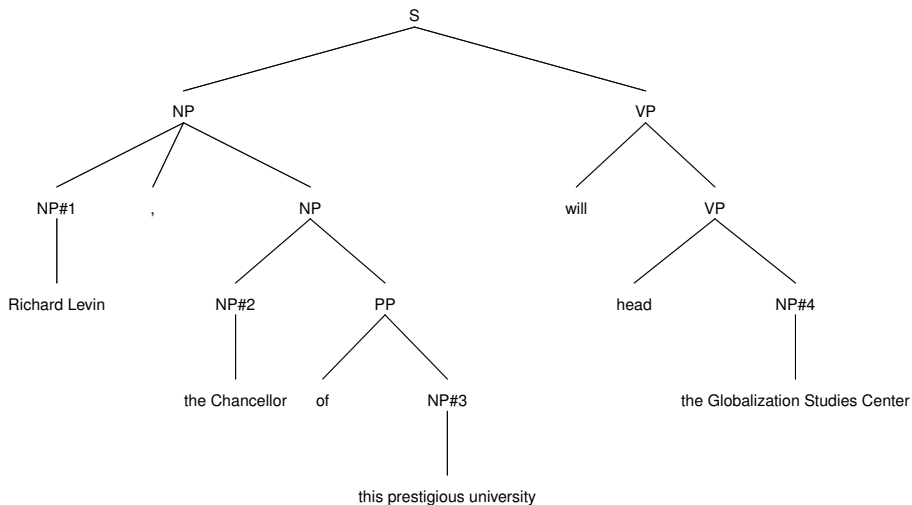 S
NP VP
NP#1 , NP will VP
Richard Levin NP#2 PP head NP#4
the Chancellor of NP#3 the Globalization Studies Center
this prestigious university